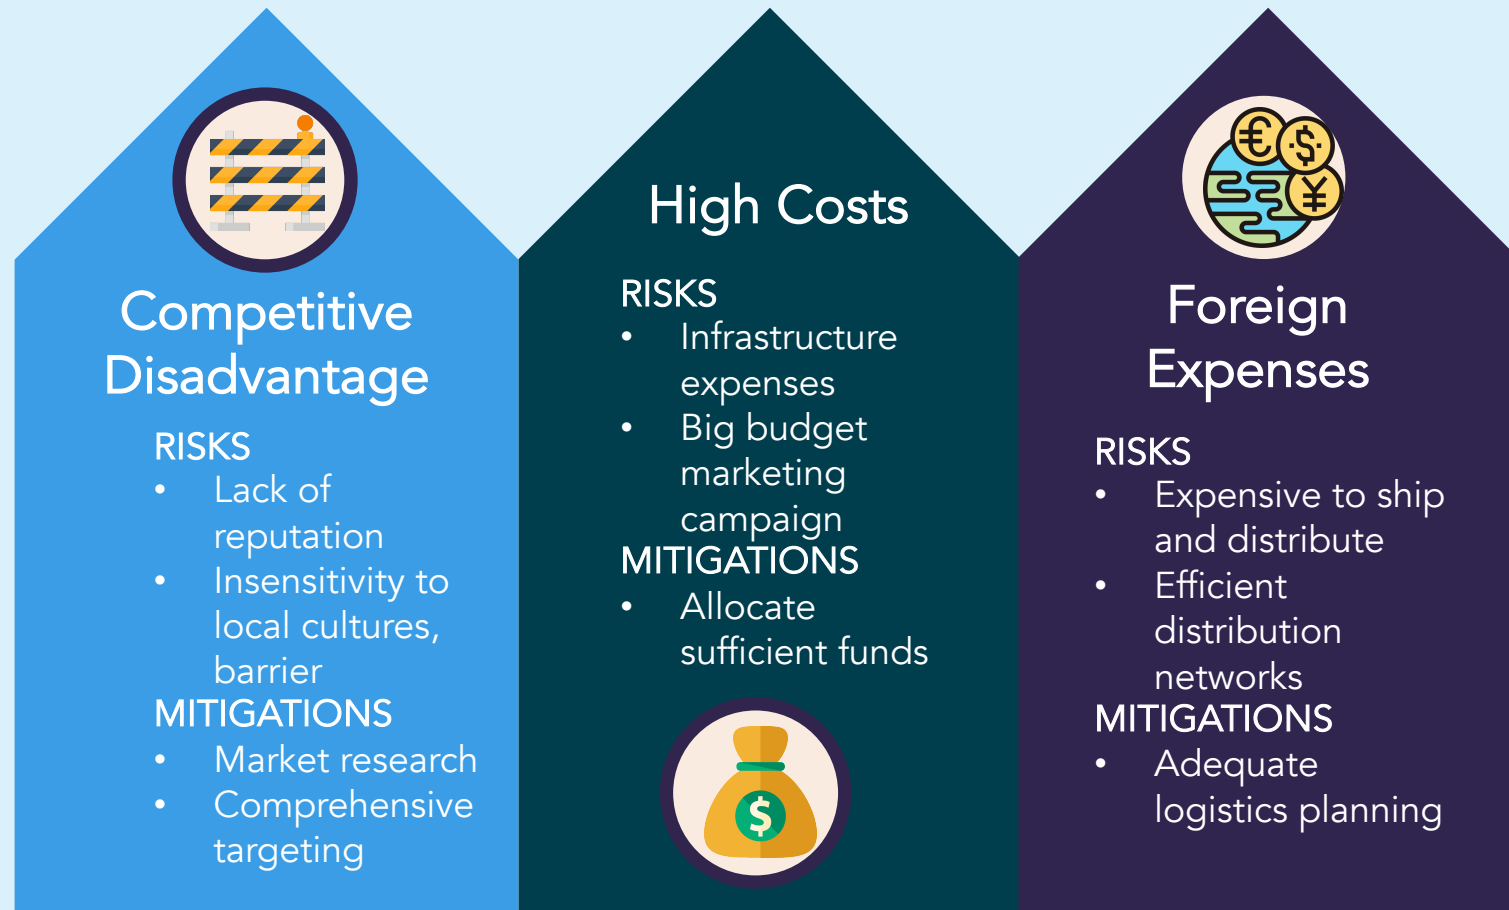 Competitive
Disadvantage
RISKS
• Lack of
reputation
• Insensitivity to
local cultures,
barrier
MITIGATIONS
• Market research
• Comprehensive
targeting
High Costs
RISKS
• Infrastructure
expenses
• Big budget
marketing
campaign
MITIGATIONS
• Allocate
sufficient funds
$
€ $
¥
Foreign
Expenses
RISKS
• Expensive to ship
and distribute
• Efficient
distribution
networks
MITIGATIONS
• Adequate
logistics planning